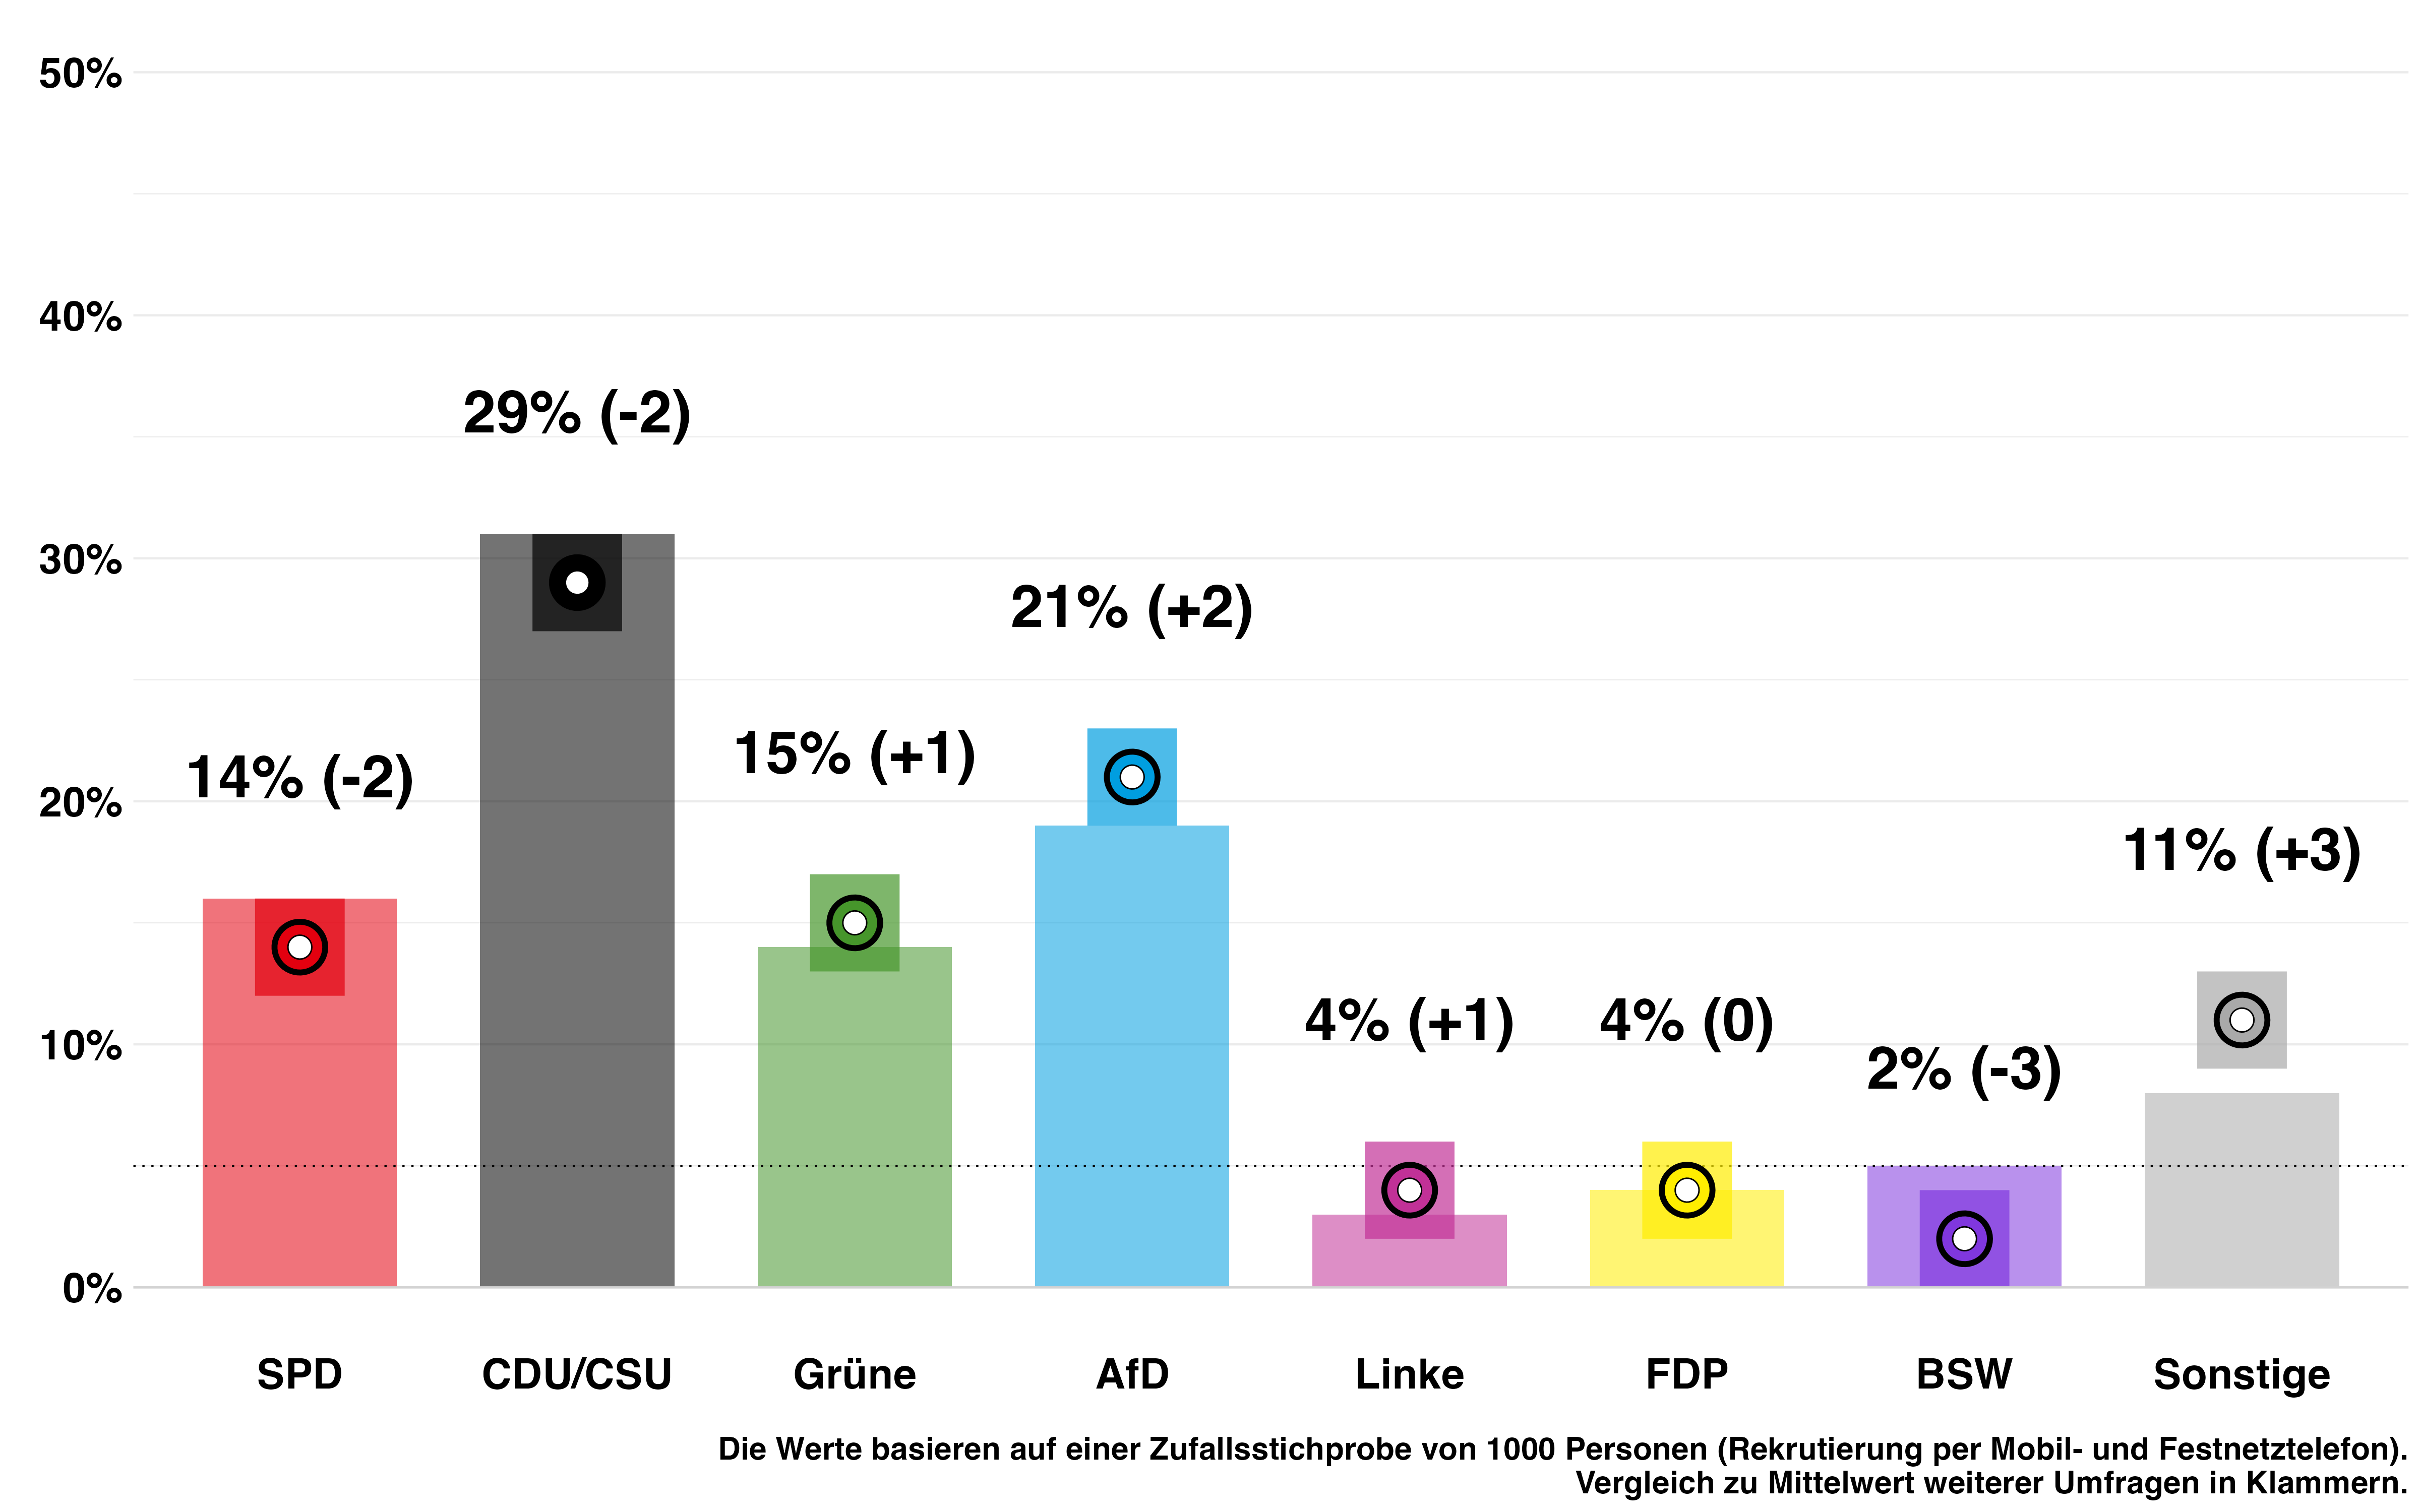 50%
40%
30%
20%
10%
0%
14% (-2)
29% (-2)
15% (+1)
21% (+2)
4% (+1)
4% (0)
2% (-3)
11% (+3)
SPD
CDU/CSU
Grüne
AfD
Linke
FDP
BSW
Sonstige
Die Werte basieren auf einer Zufallsstichprobe von 1000 Personen (Rekrutierung per Mobil- und Festnetztelefon).
Vergleich zu Mittelwert weiterer Umfragen in Klammern.